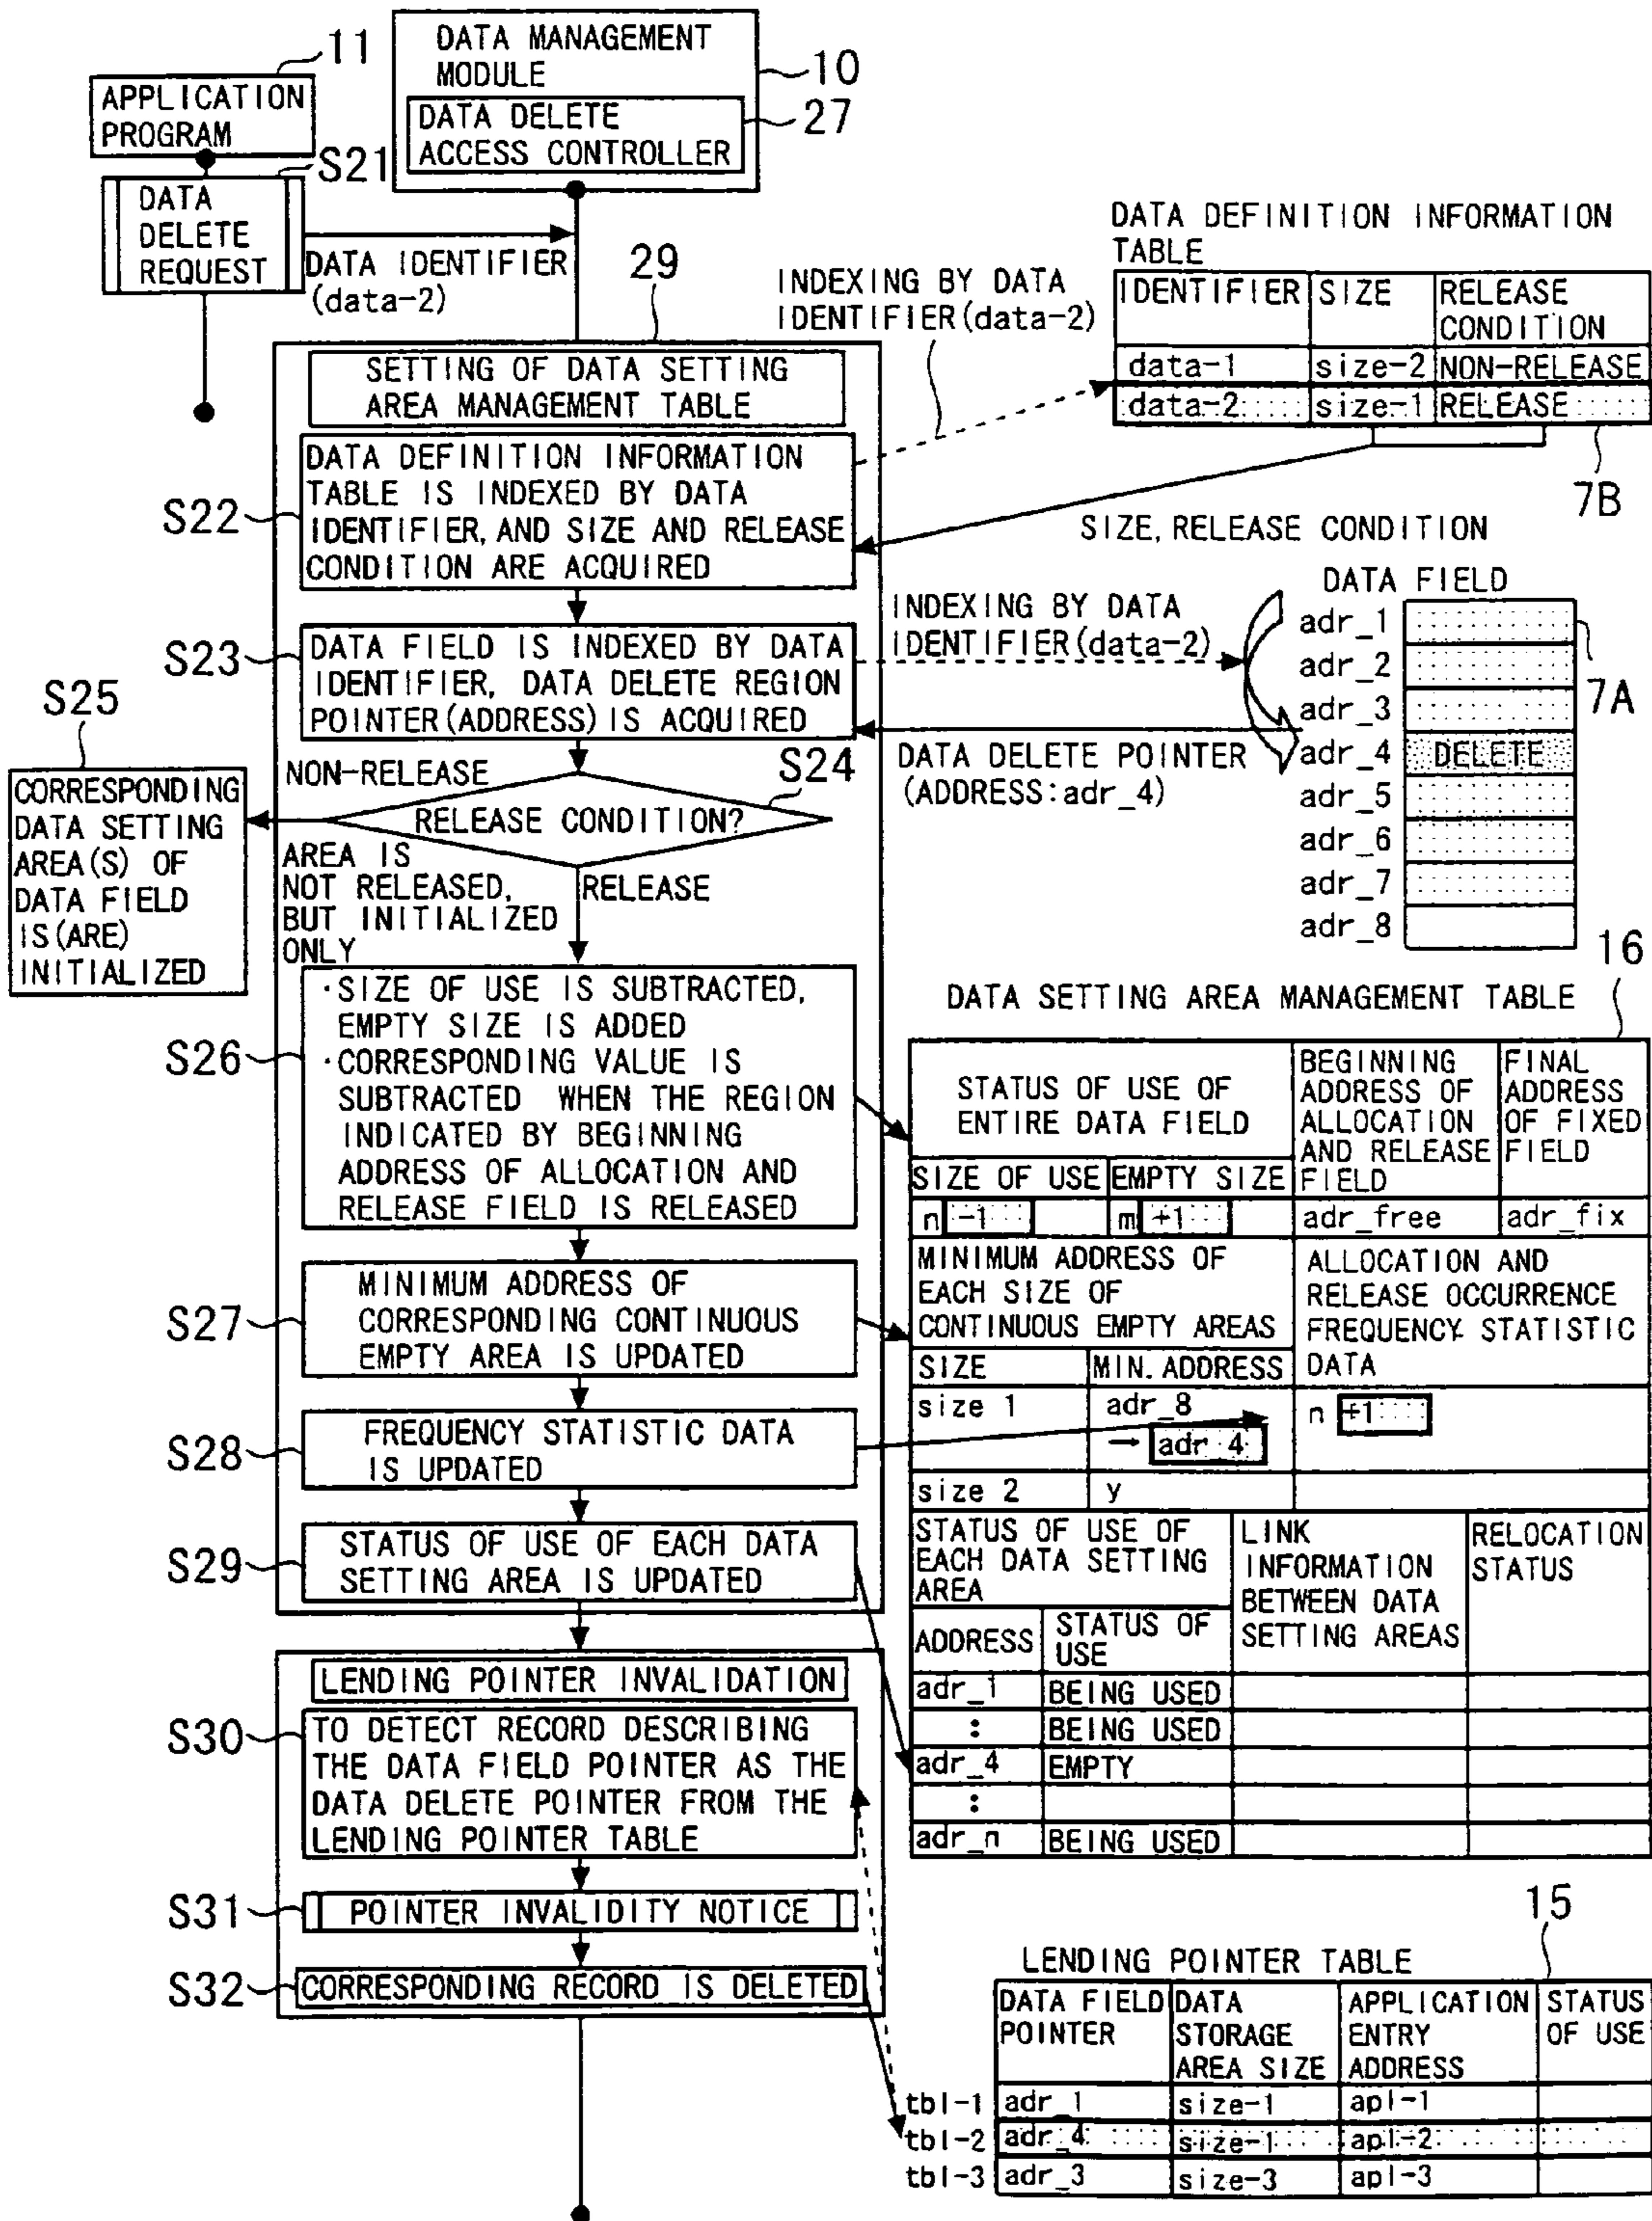 11
APPLICATION
PROGRAM
DATA MANAGEMENT
MODULE
10
DATA DELETE
ACCESS CONTROLLER
27
S21
DATA
DELETE
REQUEST
DATA IDENTIFIER
(data-2)
29
INDEXING BY DATA
IDENTIFIER(data-2)
DATA DEFINITION INFORMATION
TABLE
IDENTIFIER SIZE RELEASE
CONDITION
data-1 size-2 NON-RELEASE
data-2 size-1 RELEASE
7B
SETTING OF DATA SETTING
AREA MANAGEMENT TABLE
S22
DATA DEFINITION INFORMATION
TABLE IS INDEXED BY DATA
IDENTIFIER, AND SIZE AND RELEASE
CONDITION ARE ACQUIRED
SIZE, RELEASE CONDITION
S23
DATA FIELD IS INDEXED BY DATA
IDENTIFIER, DATA DELETE REGION
POINTER(ADDRESS) IS ACQUIRED
INDEXING BY DATA
IDENTIFIER(data-2)
DATA DELETE POINTER
(ADDRESS:adr_4)
DATA FIELD
adr_1
adr_2
adr_3
adr_4 DELETE
adr_5
adr_6
adr_7
adr_8
7A
S24
NON-RELEASE
RELEASE CONDITION?
AREA IS
NOT RELEASED,
BUT INITIALIZED
ONLY
RELEASE
S25
CORRESPONDING
DATA SETTING
AREA(S) OF
DATA FIELD
IS(ARE)
INITIALIZED
S26
·SIZE OF USE IS SUBTRACTED,
EMPTY SIZE IS ADDED
·CORRESPONDING VALUE IS
SUBTRACTED WHEN THE REGION
INDICATED BY BEGINNING
ADDRESS OF ALLOCATION AND
RELEASE FIELD IS RELEASED
S27
MINIMUM ADDRESS OF
CORRESPONDING CONTINUOUS
EMPTY AREA IS UPDATED
S28
FREQUENCY STATISTIC DATA
IS UPDATED
S29
STATUS OF USE OF EACH DATA
SETTING AREA IS UPDATED
16
DATA SETTING AREA MANAGEMENT TABLE
STATUS OF USE OF
ENTIRE DATA FIELD
BEGINNING
ADDRESS OF
ALLOCATION
AND RELEASE
FIELD
FINAL
ADDRESS
OF FIXED
FIELD
SIZE OF USE EMPTY SIZE
n -1 m +1 adr_free adr_fix
MINIMUM ADDRESS OF
EACH SIZE OF
CONTINUOUS EMPTY AREAS
ALLOCATION AND
RELEASE OCCURRENCE
FREQUENCY STATISTIC
DATA
SIZE MIN. ADDRESS
size 1 adr_8 n +1
→ adr 4
size 2 y
STATUS OF USE OF
EACH DATA SETTING
AREA
LINK
INFORMATION
BETWEEN DATA
SETTING AREAS
RELOCATION
STATUS
ADDRESS STATUS OF
USE
adr_1 BEING USED
: BEING USED
adr_4 EMPTY
:
adr_n BEING USED
LENDING POINTER INVALIDATION
S30
TO DETECT RECORD DESCRIBING
THE DATA FIELD POINTER AS THE
DATA DELETE POINTER FROM THE
LENDING POINTER TABLE
S31
POINTER INVALIDITY NOTICE
S32
CORRESPONDING RECORD IS DELETED
15
LENDING POINTER TABLE
DATA FIELD
POINTER
DATA
STORAGE
AREA SIZE
APPLICATION
ENTRY
ADDRESS
STATUS
OF USE
tbl-1 adr_1 size-1 apl-1
tbl-2 adr_4 size-1 apl-2
tbl-3 adr_3 size-3 apl-3